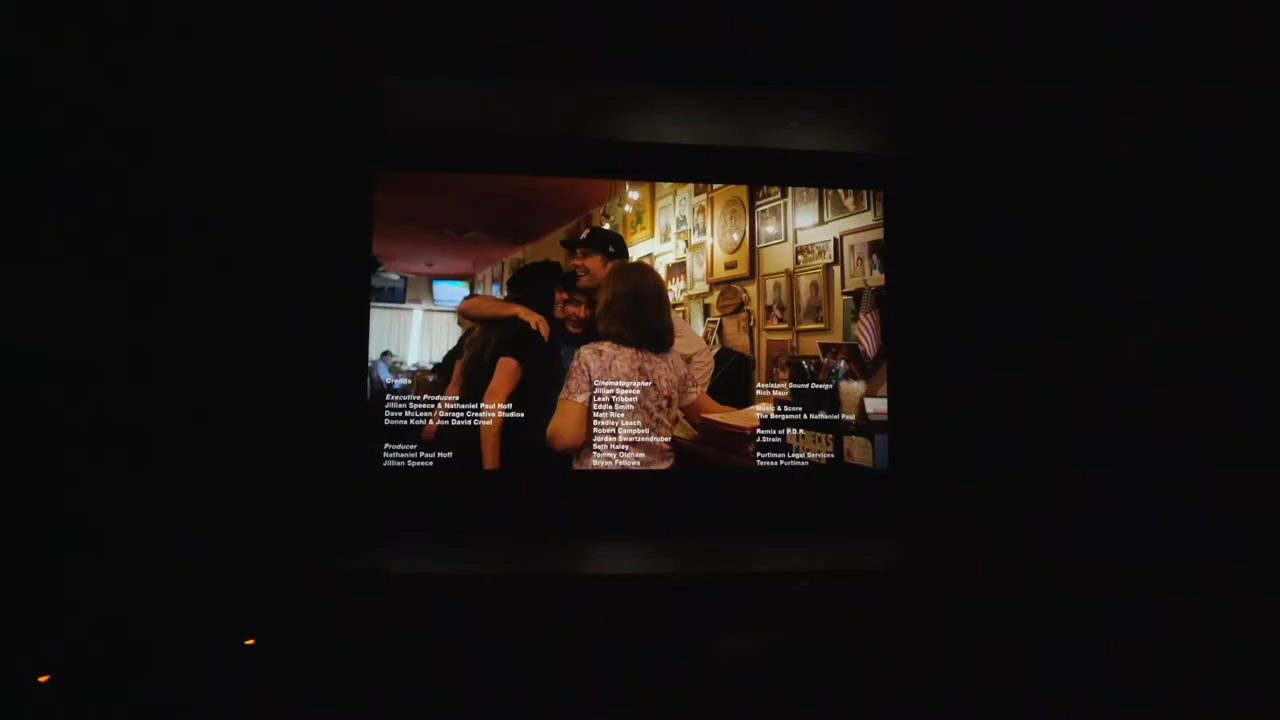 Credits
Executive Producers
Jillian Speece & Nathaniel Paul Hoff
Dave McLean / Garage Creative Studios
Donna Kohl & Jon David Croel
Producer
Nathaniel Paul Hoff
Jillian Speece
Cinematographer
Jillian Speece
Leah Tribbett
Eddie Smith
Matt Rice
Bradley Leach
Robert Campbell
Jordan Swartzendruber
Seth Haley
Tommy Oldham
Bryan Fellows
Assistant Sound Design
Rich Maur
Music & Score
The Bergamot & Nathaniel Paul
Remix of P.D.R.
J.Strain
Purtiman Legal Services
Teresa Purtiman